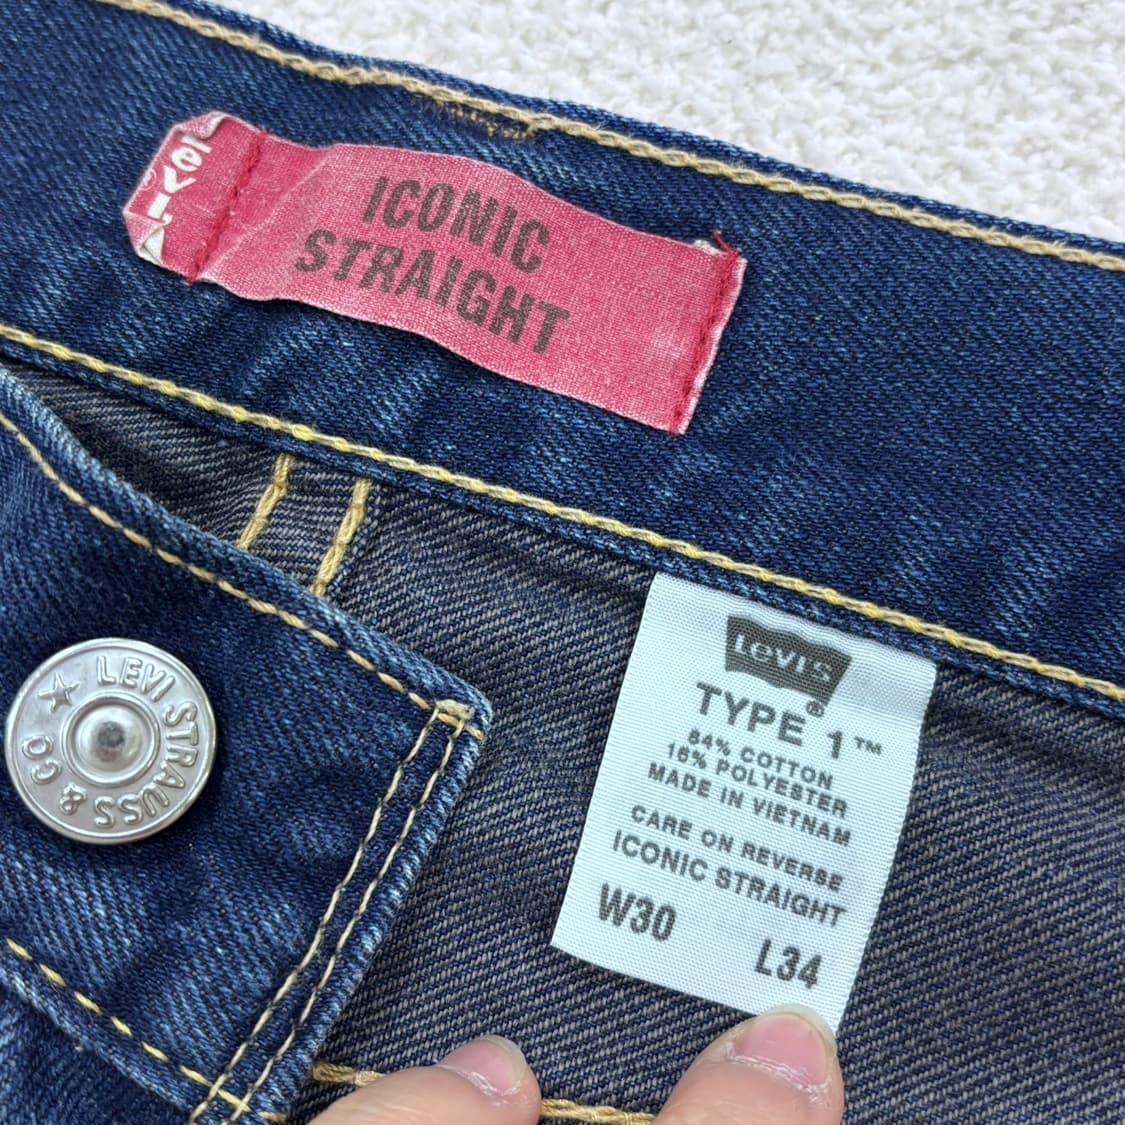 Levi's
ICONIC
STRAIGHT
LEVI STRAUSS & CO
Levi's®
TYPE 1™
84% COTTON
16% POLYESTER
MADE IN VIETNAM
CARE ON REVERSE
ICONIC STRAIGHT
W30 L34